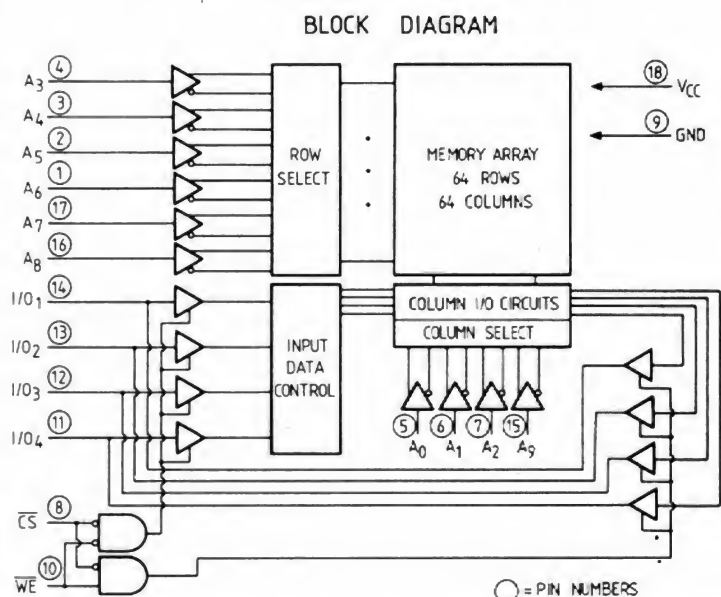 BLOCK DIAGRAM
A3 4
A4 3
A5 2
A6 1
A7 17
A8 16
ROW
SELECT
MEMORY ARRAY
64 ROWS
64 COLUMNS
18
VCC
9
GND
I/O1 14
I/O2 13
I/O3 12
I/O4 11
INPUT
DATA
CONTROL
COLUMN I/O CIRCUITS
COLUMN SELECT
5 6 7 15
A0 A1 A2 A9
CS 8
WE 10
= PIN NUMBERS